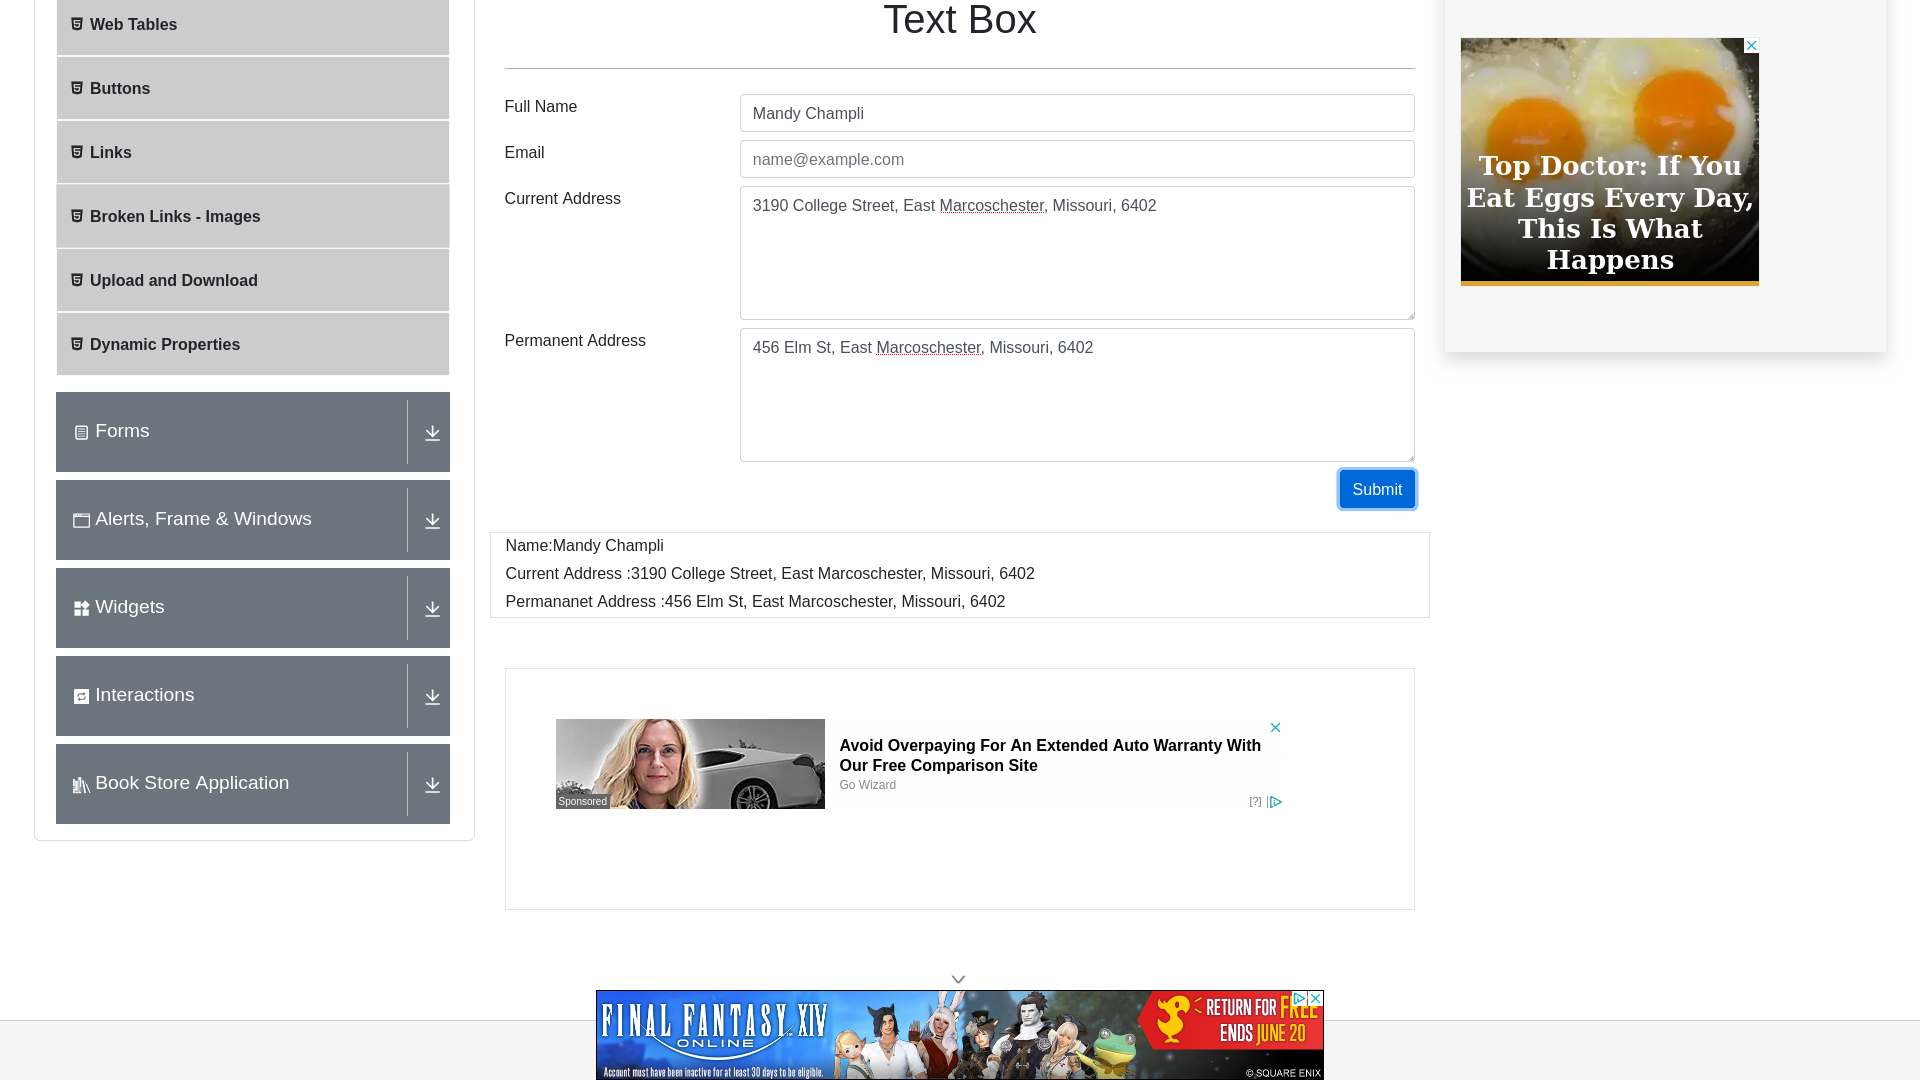 Web Tables
Buttons
Links
Broken Links - Images
Upload and Download
Dynamic Properties
Forms
Alerts, Frame & Windows
Widgets
Interactions
Book Store Application
Text Box
Full Name
Mandy Champli
Email
name@example.com
Current Address
3190 College Street, East Marcoschester, Missouri, 6402
Permanent Address
456 Elm St, East Marcoschester, Missouri, 6402
Submit
Name:Mandy Champli
Current Address :3190 College Street, East Marcoschester, Missouri, 6402
Permananet Address :456 Elm St, East Marcoschester, Missouri, 6402
Sponsored
Avoid Overpaying For An Extended Auto Warranty With
Our Free Comparison Site
Go Wizard
[?]
Top Doctor: If You
Eat Eggs Every Day,
This Is What
Happens
FINAL FANTASY XIV
ONLINE
Account must have been inactive for at least 30 days to be eligible.
RETURN FOR FREE
ENDS JUNE 20
© SQUARE ENIX